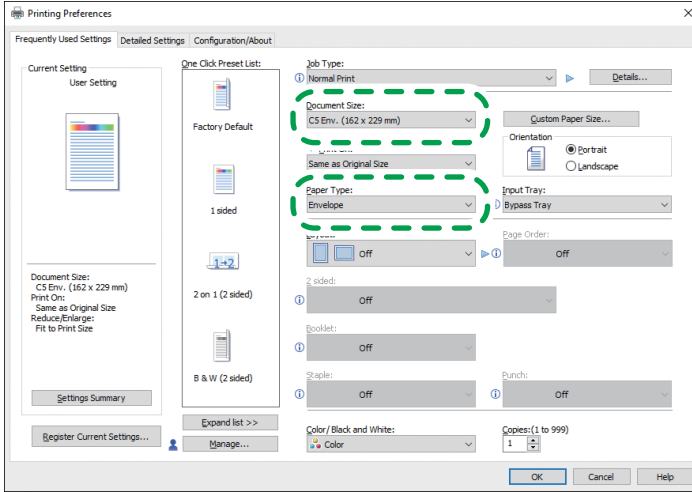 Printing Preferences
Frequently Used Settings
Detailed Settings
Configuration/About
Current Setting
User Setting
Document Size:
C5 Env. (162 x 229 mm)
Print On:
Same as Original Size
Reduce/Enlarge:
Fit to Print Size
Settings Summary
Register Current Settings...
One Click Preset List:
Factory Default
1 sided
1→2
2 on 1 (2 sided)
B & W (2 sided)
Expand list >>
Manage...
Job Type:
Normal Print
Details...
Document Size:
C5 Env. (162 x 229 mm)
Custom Paper Size...
Orientation
Portrait
Landscape
Print On:
Same as Original Size
Paper Type:
Envelope
Input Tray:
Bypass Tray
Layout:
Off
Page Order:
Off
2 sided:
Off
Booklet:
Off
Staple:
Off
Punch:
Off
Color/Black and White:
Color
Copies:(1 to 999)
1
OK
Cancel
Help